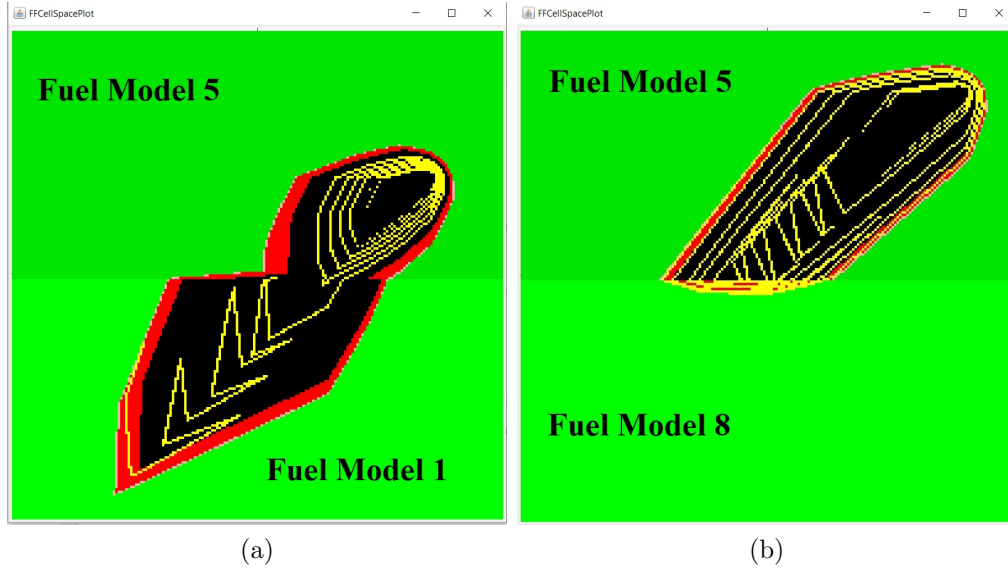 FFCellSpacePlot
Fuel Model 5
Fuel Model 1
(a)
FFCellSpacePlot
Fuel Model 5
Fuel Model 8
(b)